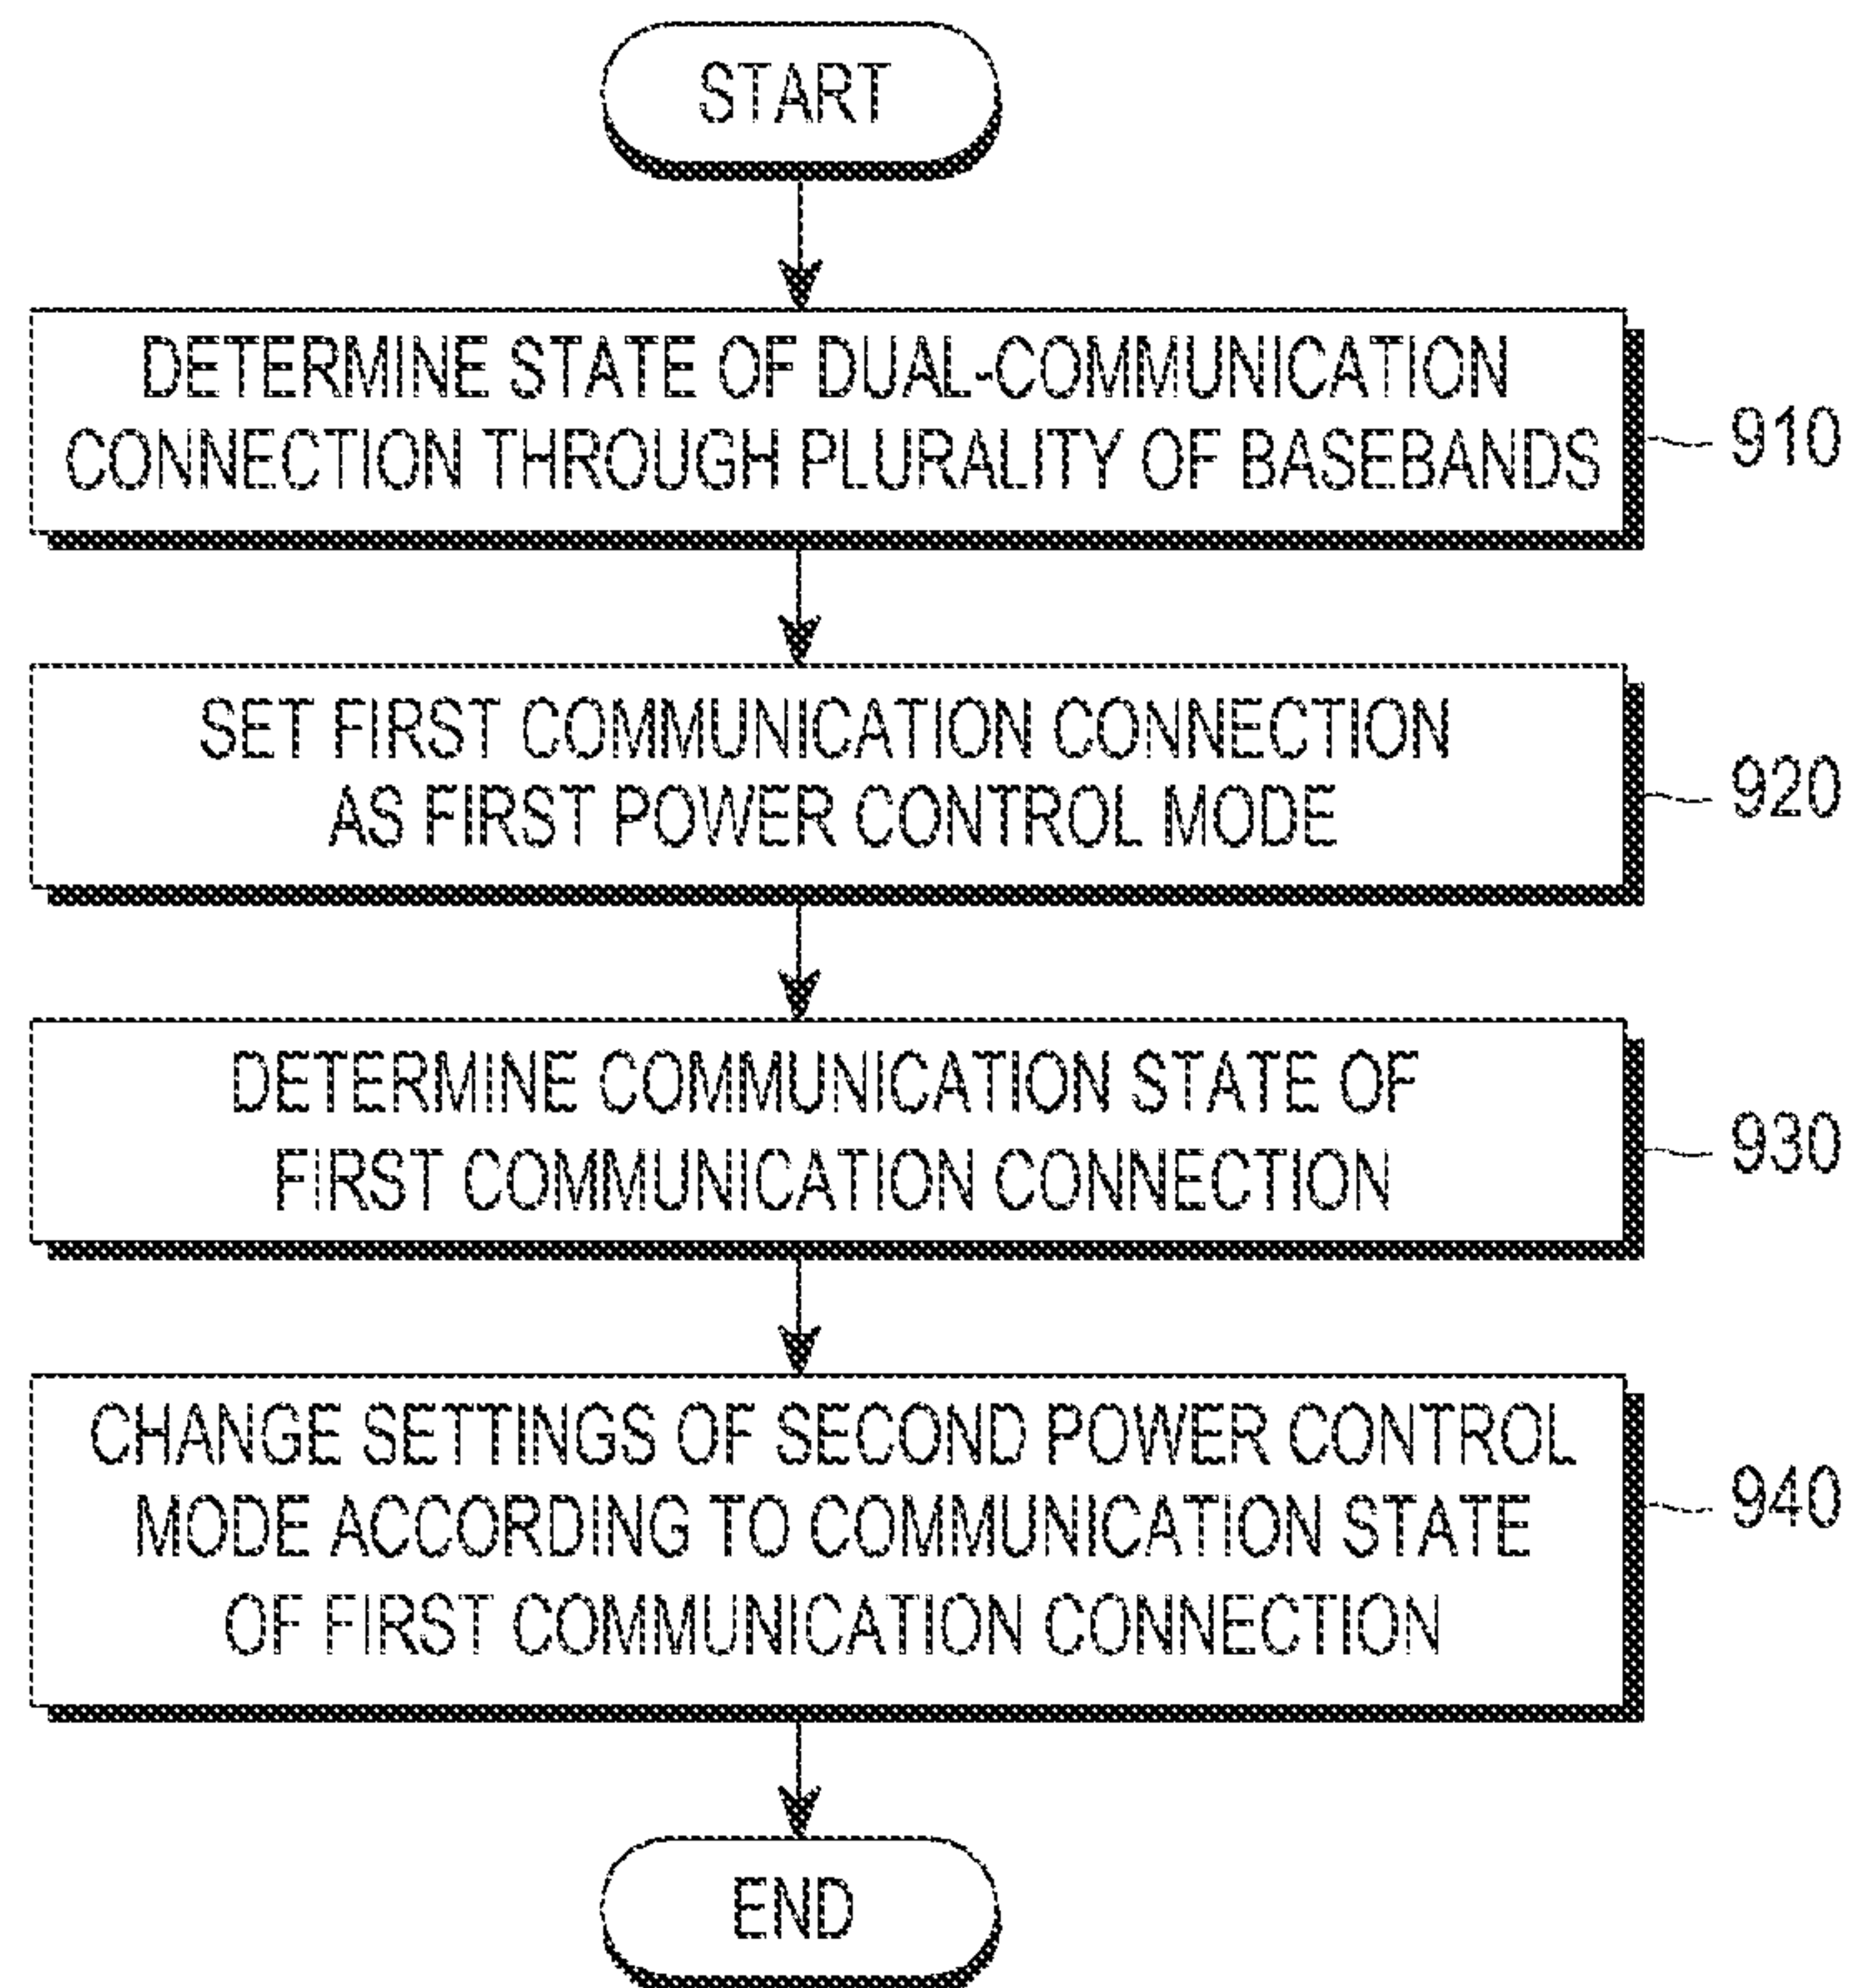 START
DETERMINE STATE OF DUAL-COMMUNICATION
CONNECTION THROUGH PLURALITY OF BASEBANDS
910
SET FIRST COMMUNICATION CONNECTION
AS FIRST POWER CONTROL MODE
920
DETERMINE COMMUNICATION STATE OF
FIRST COMMUNICATION CONNECTION
930
CHANGE SETTINGS OF SECOND POWER CONTROL
MODE ACCORDING TO COMMUNICATION STATE
OF FIRST COMMUNICATION CONNECTION
940
END